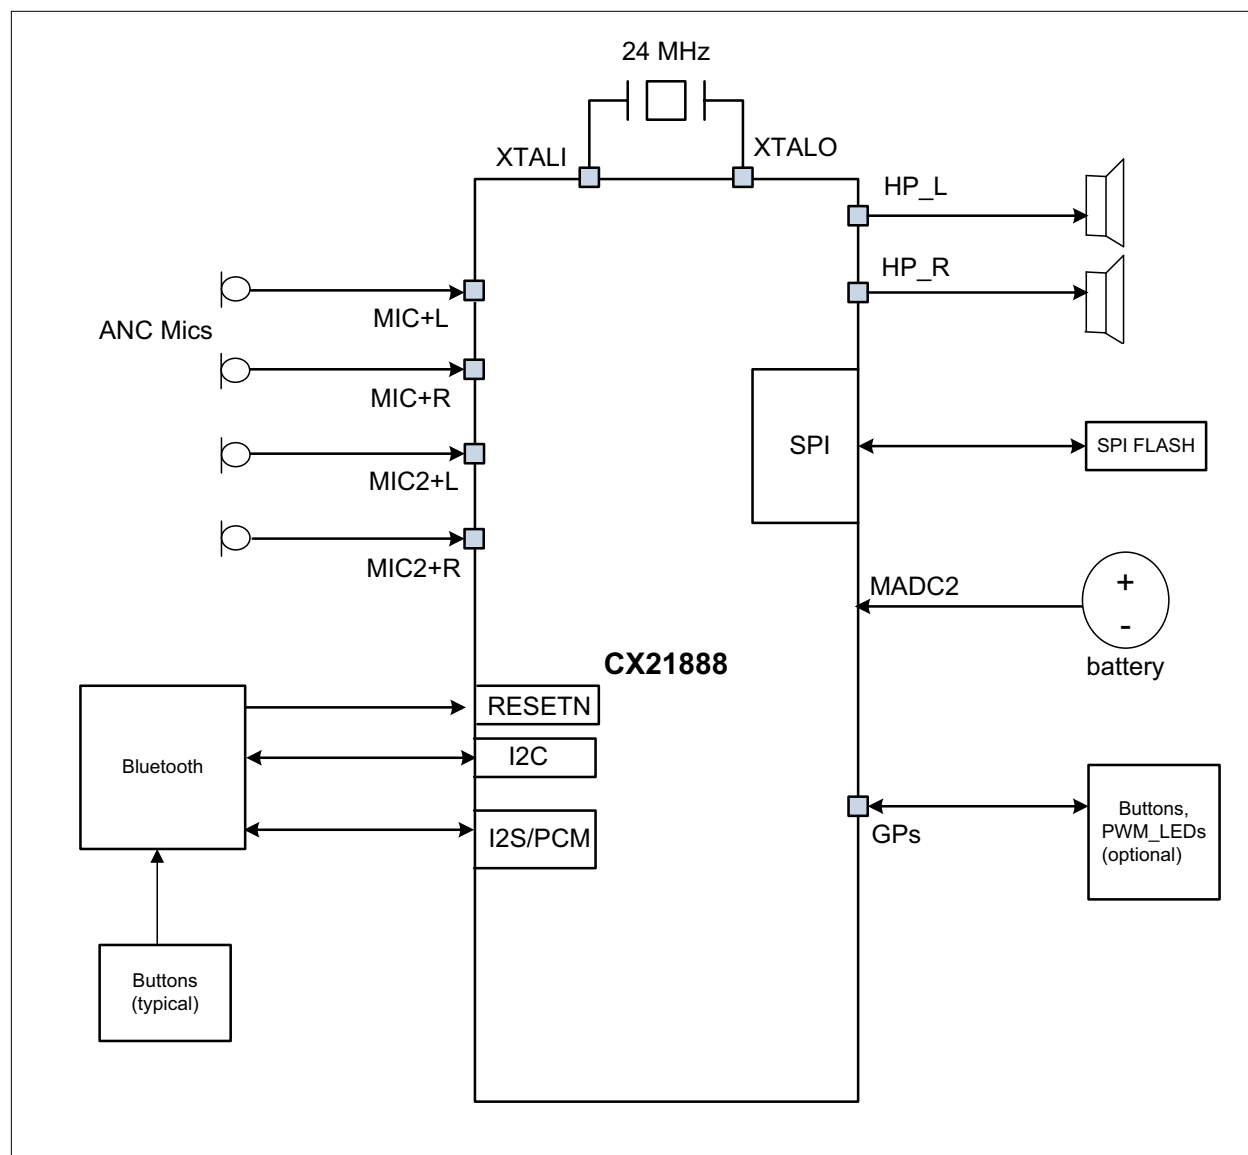 24 MHz
XTALI
XTALO
HP_L
HP_R
MIC+L
ANC Mics
MIC+R
MIC2+L
MIC2+R
SPI
SPI FLASH
MADC2
+
-
battery
CX21888
RESETN
I2C
I2S/PCM
Bluetooth
Buttons
(typical)
GPs
Buttons,
PWM_LEDs
(optional)